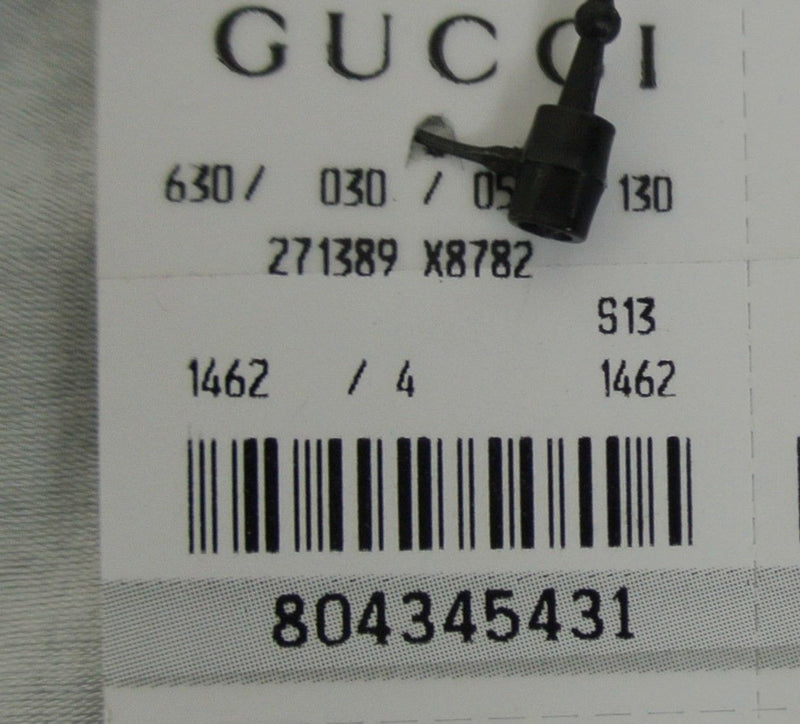 GUCCI
630/ 030 / 05 130
271389 X8782
S13
1462 / 4 1462
804345431